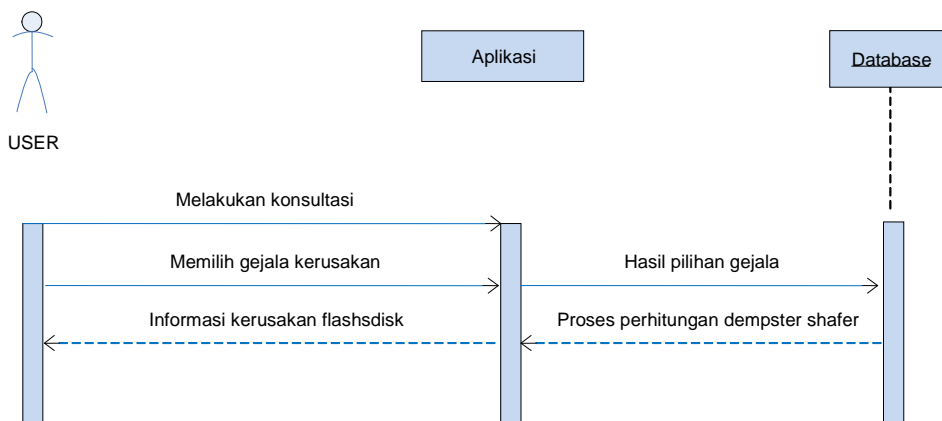 Aplikasi
Database
USER
Melakukan konsultasi
Memilih gejala kerusakan
Hasil pilihan gejala
Informasi kerusakan flashsdisk
Proses perhitungan dempster shafer